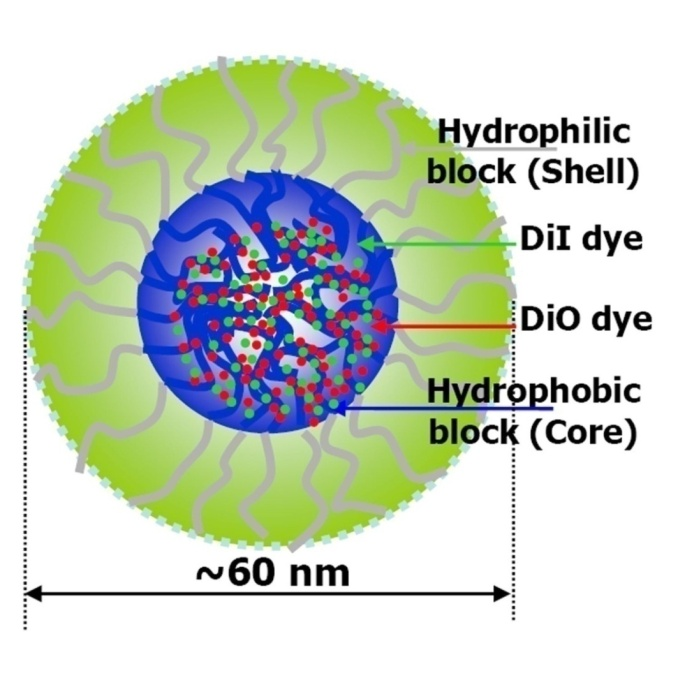 Hydrophilic
block (Shell)
DiI dye
DiO dye
Hydrophobic
block (Core)
~60 nm